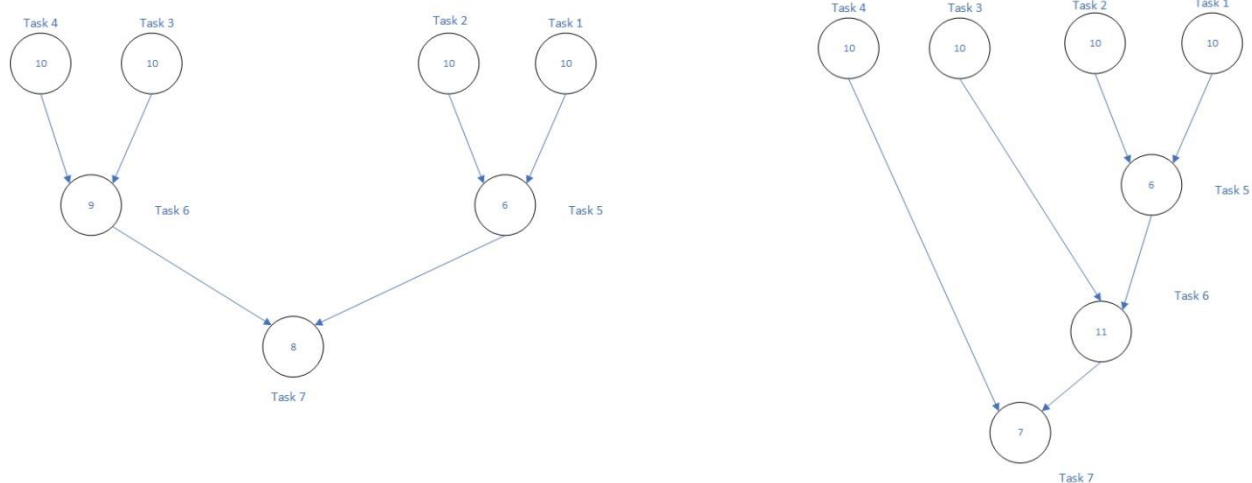 Task 4
Task 3
Task 2
Task 1
10
10
10
10
9
Task 6
6
Task 5
8
Task 7
Task 4
Task 3
Task 2
Task 1
10
10
10
10
6
Task 5
Task 6
11
7
Task 7